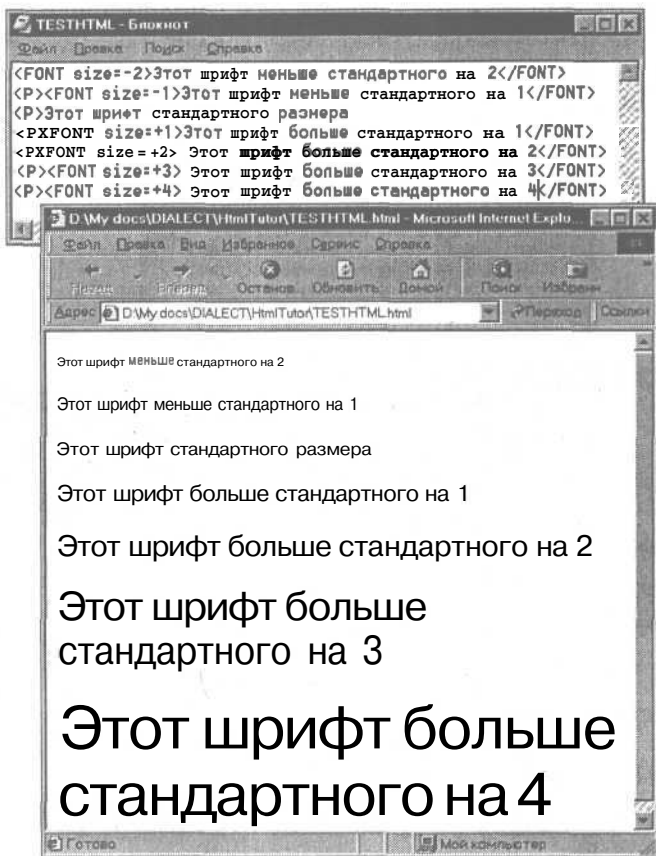 TESTHTML - Блокнот
Файл Правка Поиск Справка
<FONT size=-2>Этот шрифт меньше стандартного на 2</FONT>
<P><FONT size=-1>Этот шрифт меньше стандартного на 1</FONT>
<P>Этот шрифт стандартного размера
<PXFONT size=+1>Этот шрифт больше стандартного на 1</FONT>
<PXFONT size=+2> Этот шрифт больше стандартного на 2</FONT>
<P><FONT size=+3> Этот шрифт больше стандартного на 3</FONT>
<P><FONT size=+4> Этот шрифт больше стандартного на 4</FONT>
D:\My docs\DIALECT\HtmlTutor\TESTHTML.html - Microsoft Internet Explo...
Файл Правка Вид Избранное Сервис Справка
Назад Вперед Останов. Обновить Домой Поиск Избранн
Адрес D:\My docs\DIALECT\HtmlTutor\TESTHTML.html Переход Ссылки
Этот шрифт меньше стандартного на 2
Этот шрифт меньше стандартного на 1
Этот шрифт стандартного размера
Этот шрифт больше стандартного на 1
Этот шрифт больше стандартного на 2
Этот шрифт больше
стандартного на 3
Этот шрифт больше
стандартного на 4
Готово Мой компьютер